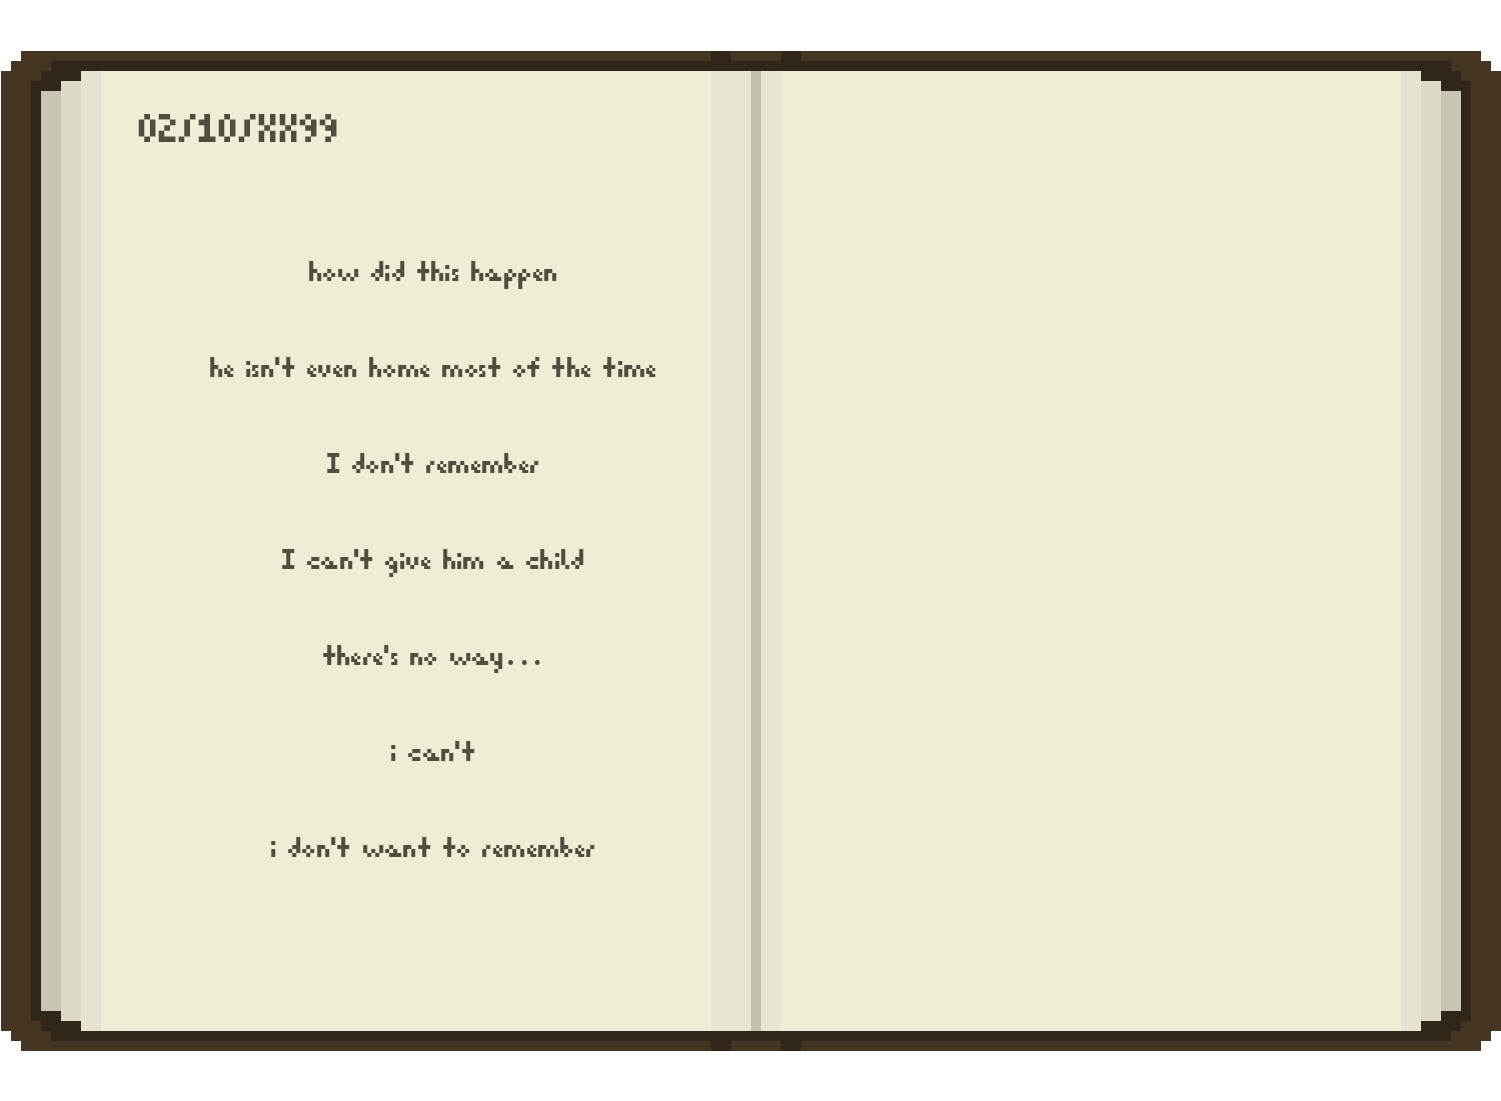 02/10/XX99
how did this happen
he isn't even home most of the time
I don't remember
I can't give him a child
there's no way...
i can't
i don't want to remember